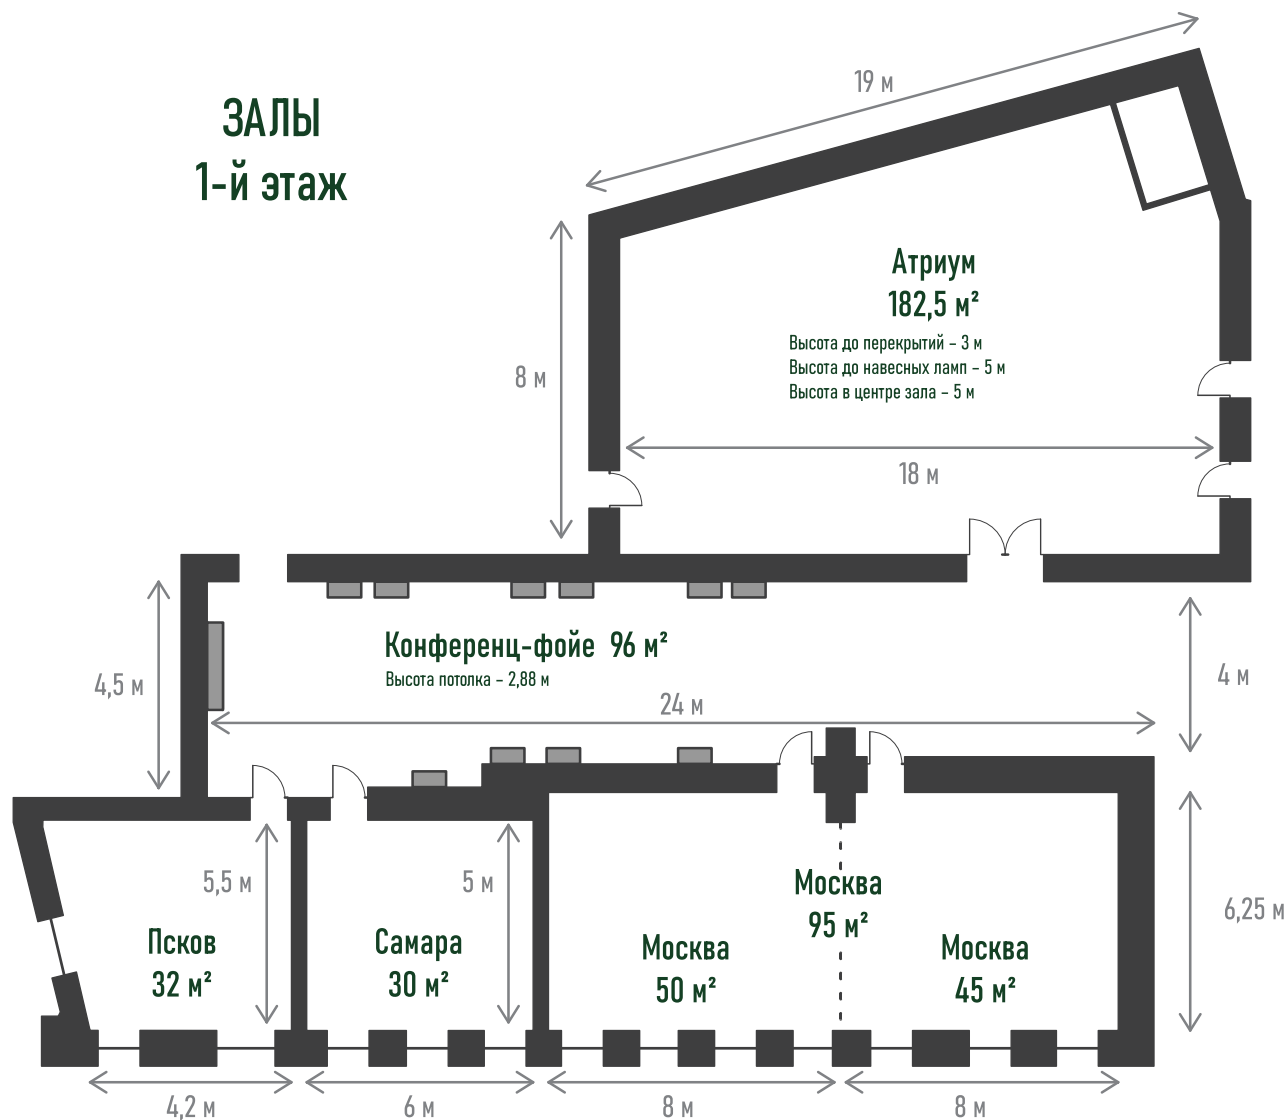 ЗАЛЫ
1-й этаж
19 м
Атриум
182,5 м²
Высота до перекрытий – 3 м
Высота до навесных ламп – 5 м
Высота в центре зала – 5 м
8 м
18 м
Конференц-фойе 96 м²
Высота потолка – 2,88 м
4,5 м
24 м
4 м
5,5 м
5 м
Москва
95 м²
6,25 м
Псков
32 м²
Самара
30 м²
Москва
50 м²
Москва
45 м²
4,2 м
6 м
8 м
8 м